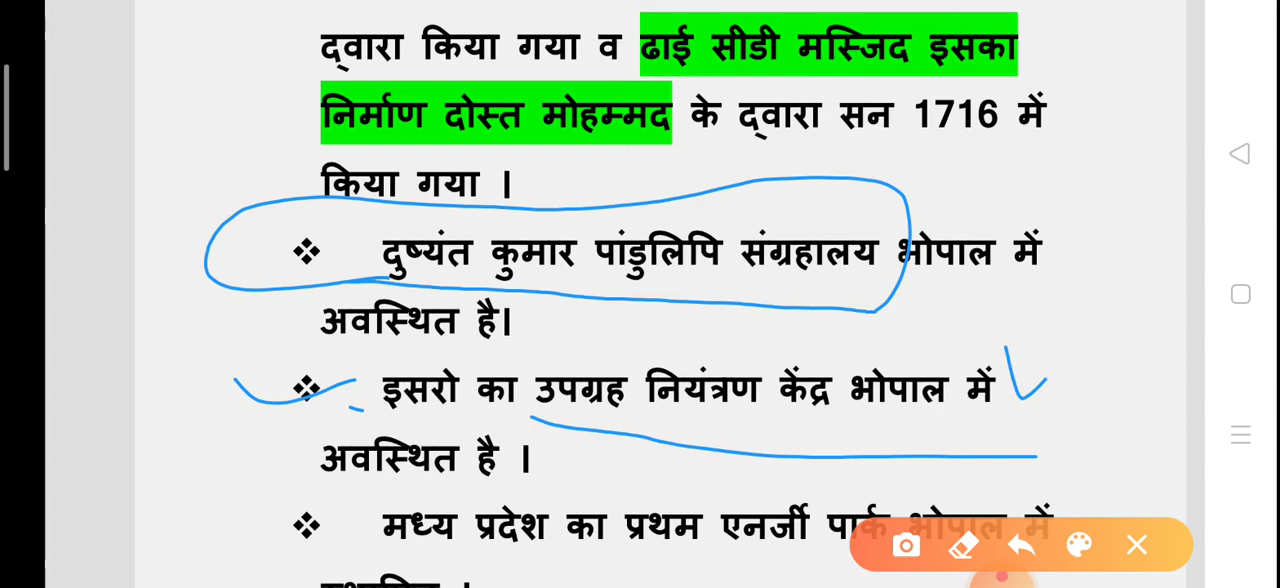 द्वारा किया गया व ढाई सीडी मस्जिद इसका
निर्माण दोस्त मोहम्मद के द्वारा सन 1716 में
किया गया |
❖ दुष्यंत कुमार पांडुलिपि संग्रहालय भोपाल में
अवस्थित है।
❖ इसरो का उपग्रह नियंत्रण केंद्र भोपाल में
अवस्थित है |
❖ मध्य प्रदेश का प्रथम एनर्जी पार्क भोपाल में